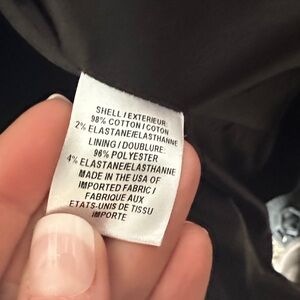 SHELL / EXTERIEUR:
98% COTTON / COTON
2% ELASTANE/ELASTHANNE
LINING / DOUBLURE:
96% POLYESTER
4% ELASTANE/ELASTHANNE
MADE IN THE USA OF
IMPORTED FABRIC /
FABRIQUE AUX
ETATS-UNIS DE TISSU
IMPORTE